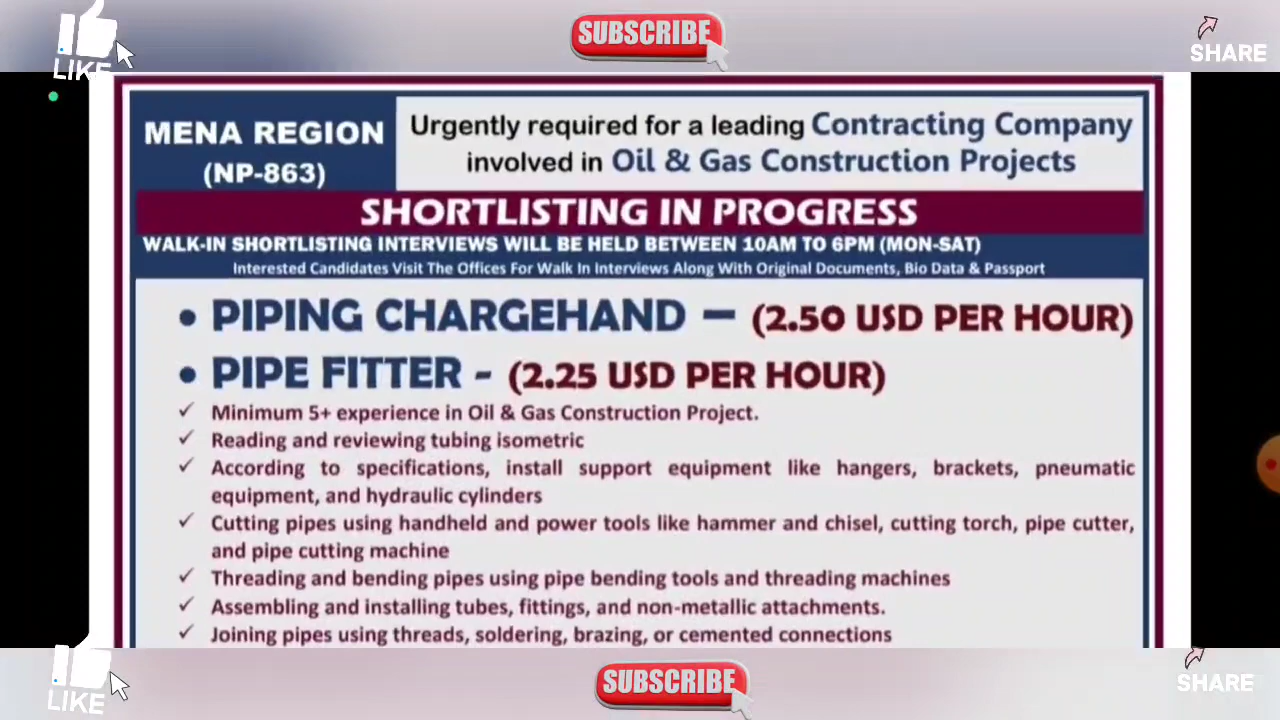 LIKE
SUBSCRIBE
SHARE
MENA REGION
(NP-863)
Urgently required for a leading Contracting Company
involved in Oil & Gas Construction Projects
SHORTLISTING IN PROGRESS
WALK-IN SHORTLISTING INTERVIEWS WILL BE HELD BETWEEN 10AM TO 6PM (MON-SAT)
Interested Candidates Visit The Offices For Walk In Interviews Along With Original Documents, Bio Data & Passport
• PIPING CHARGEHAND – (2.50 USD PER HOUR)
• PIPE FITTER - (2.25 USD PER HOUR)
✓ Minimum 5+ experience in Oil & Gas Construction Project.
✓ Reading and reviewing tubing isometric
✓ According to specifications, install support equipment like hangers, brackets, pneumatic
equipment, and hydraulic cylinders
✓ Cutting pipes using handheld and power tools like hammer and chisel, cutting torch, pipe cutter,
and pipe cutting machine
✓ Threading and bending pipes using pipe bending tools and threading machines
✓ Assembling and installing tubes, fittings, and non-metallic attachments.
✓ Joining pipes using threads, soldering, brazing, or cemented connections
LIKE
SUBSCRIBE
SHARE